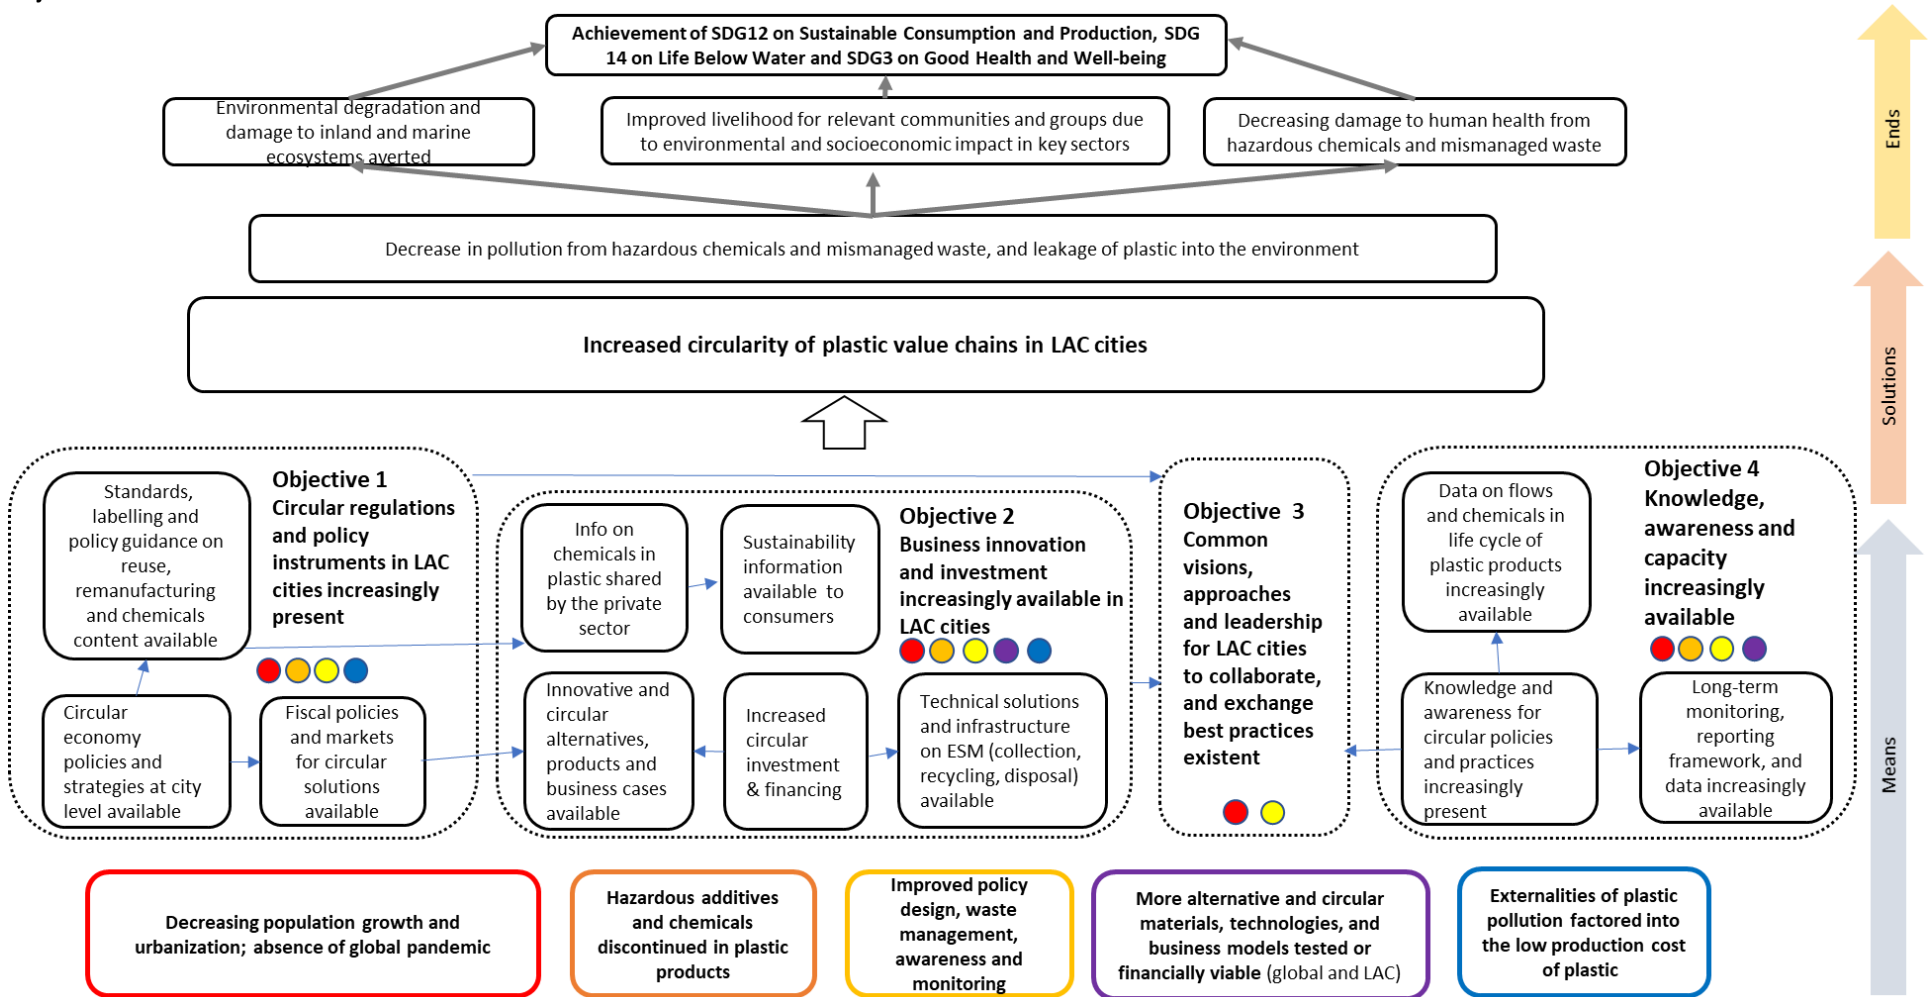 Achievement of SDG12 on Sustainable Consumption and Production, SDG
14 on Life Below Water and SDG3 on Good Health and Well-being
Environmental degradation and
damage to inland and marine
ecosystems averted
Improved livelihood for relevant communities and groups due
to environmental and socioeconomic impact in key sectors
Decreasing damage to human health from
hazardous chemicals and mismanaged waste
Ends
Decrease in pollution from hazardous chemicals and mismanaged waste, and leakage of plastic into the environment
Increased circularity of plastic value chains in LAC cities
Solutions
Standards,
labelling and
policy guidance on
reuse,
remanufacturing
and chemicals
content available
Objective 1
Circular regulations
and policy
instruments in LAC
cities increasingly
present
Circular
economy
policies and
strategies at city
level available
Fiscal policies
and markets
for circular
solutions
available
Info on
chemicals in
plastic shared
by the private
sector
Sustainability
information
available to
consumers
Objective 2
Business innovation
and investment
increasingly available in
LAC cities
Innovative and
circular
alternatives,
products and
business cases
available
Increased
circular
investment
& financing
Technical solutions
and infrastructure
on ESM (collection,
recycling, disposal)
available
Objective 3
Common
visions,
approaches
and leadership
for LAC cities
to collaborate,
and exchange
best practices
existent
Data on flows
and chemicals in
life cycle of
plastic products
increasingly
available
Objective 4
Knowledge,
awareness and
capacity
increasingly
available
Knowledge and
awareness for
circular policies
and practices
increasingly
present
Long-term
monitoring,
reporting
framework, and
data increasingly
available
Means
Decreasing population growth and
urbanization; absence of global pandemic
Hazardous additives
and chemicals
discontinued in plastic
products
Improved policy
design, waste
management,
awareness and
monitoring
More alternative and circular
materials, technologies, and
business models tested or
financially viable (global and LAC)
Externalities of plastic
pollution factored into
the low production cost
of plastic